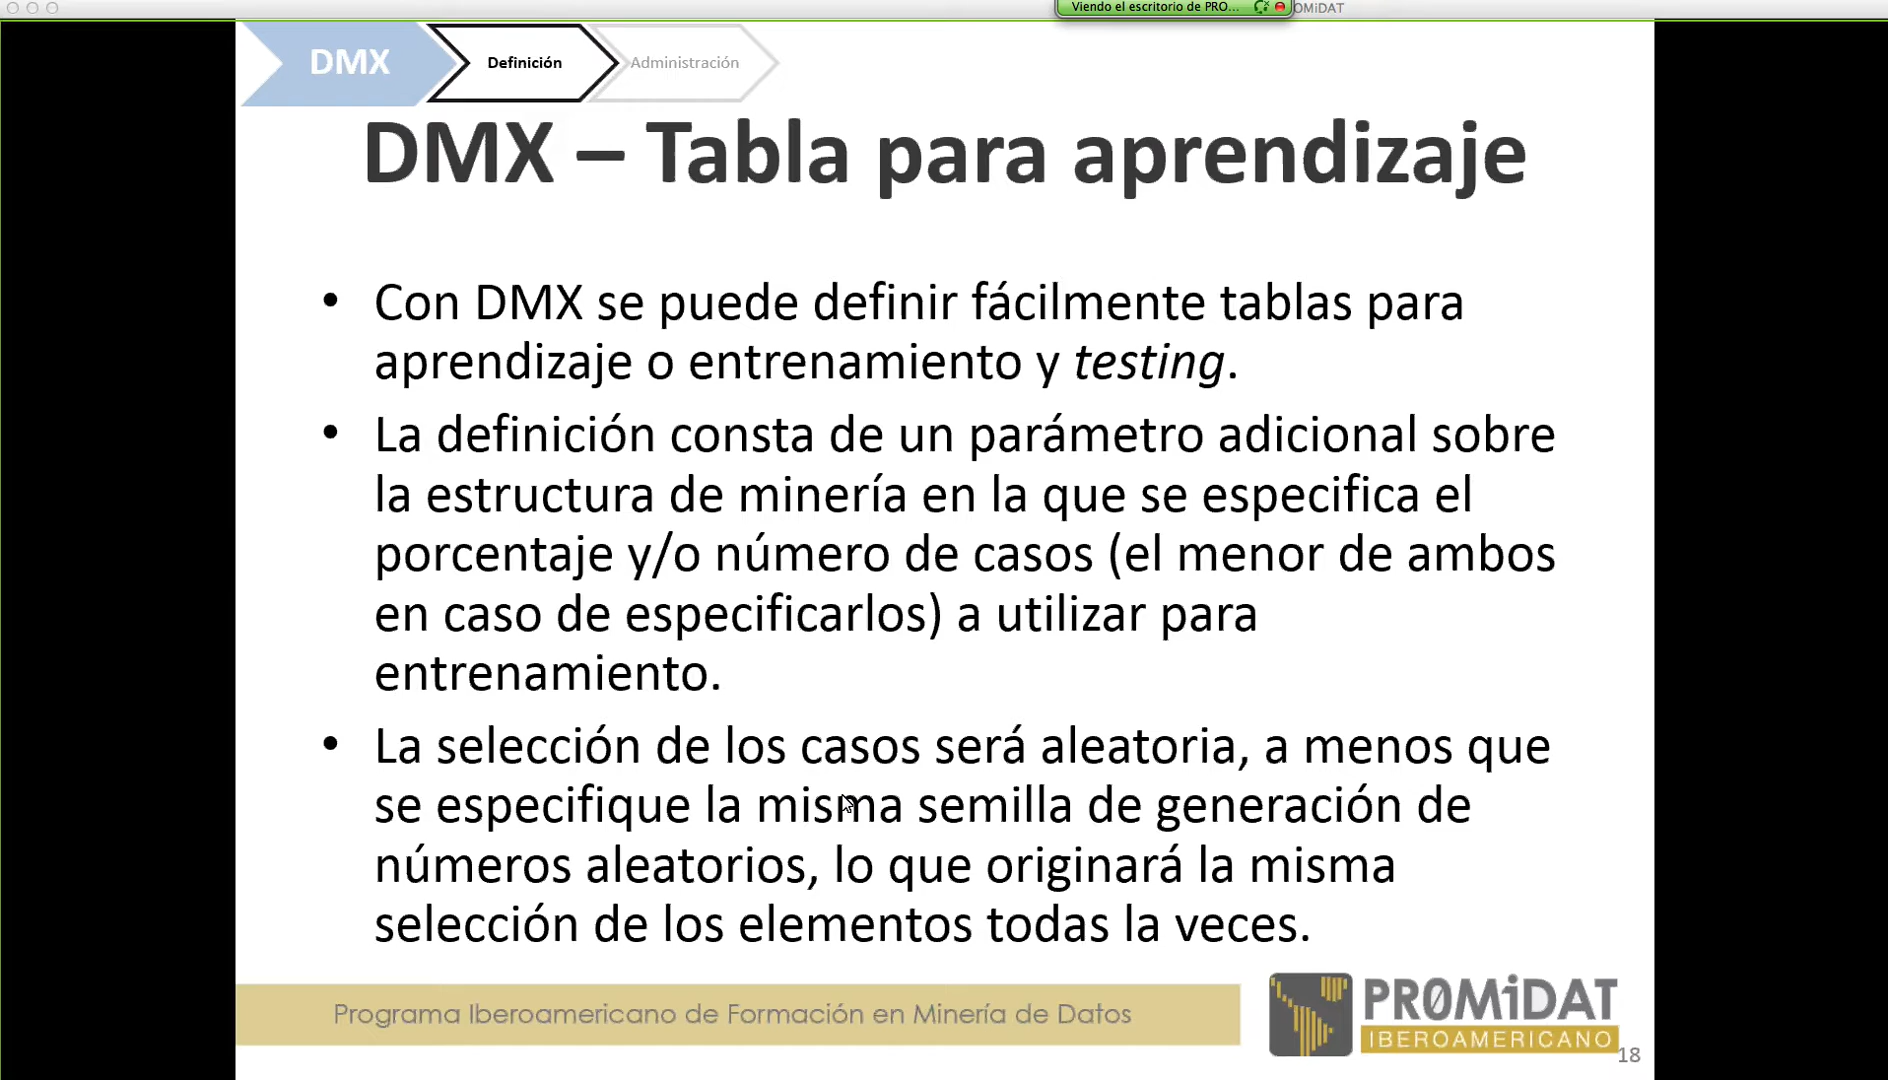 Viendo el escritorio de PRO...
OMiDAT
DMX
Definición
Administración
DMX – Tabla para aprendizaje
• Con DMX se puede definir fácilmente tablas para
aprendizaje o entrenamiento y testing.
• La definición consta de un parámetro adicional sobre
la estructura de minería en la que se especifica el
porcentaje y/o número de casos (el menor de ambos
en caso de especificarlos) a utilizar para
entrenamiento.
• La selección de los casos será aleatoria, a menos que
se especifique la misma semilla de generación de
números aleatorios, lo que originará la misma
selección de los elementos todas la veces.
Programa Iberoamericano de Formación en Minería de Datos
PR0MiDAT
IBEROAMERICANO
18